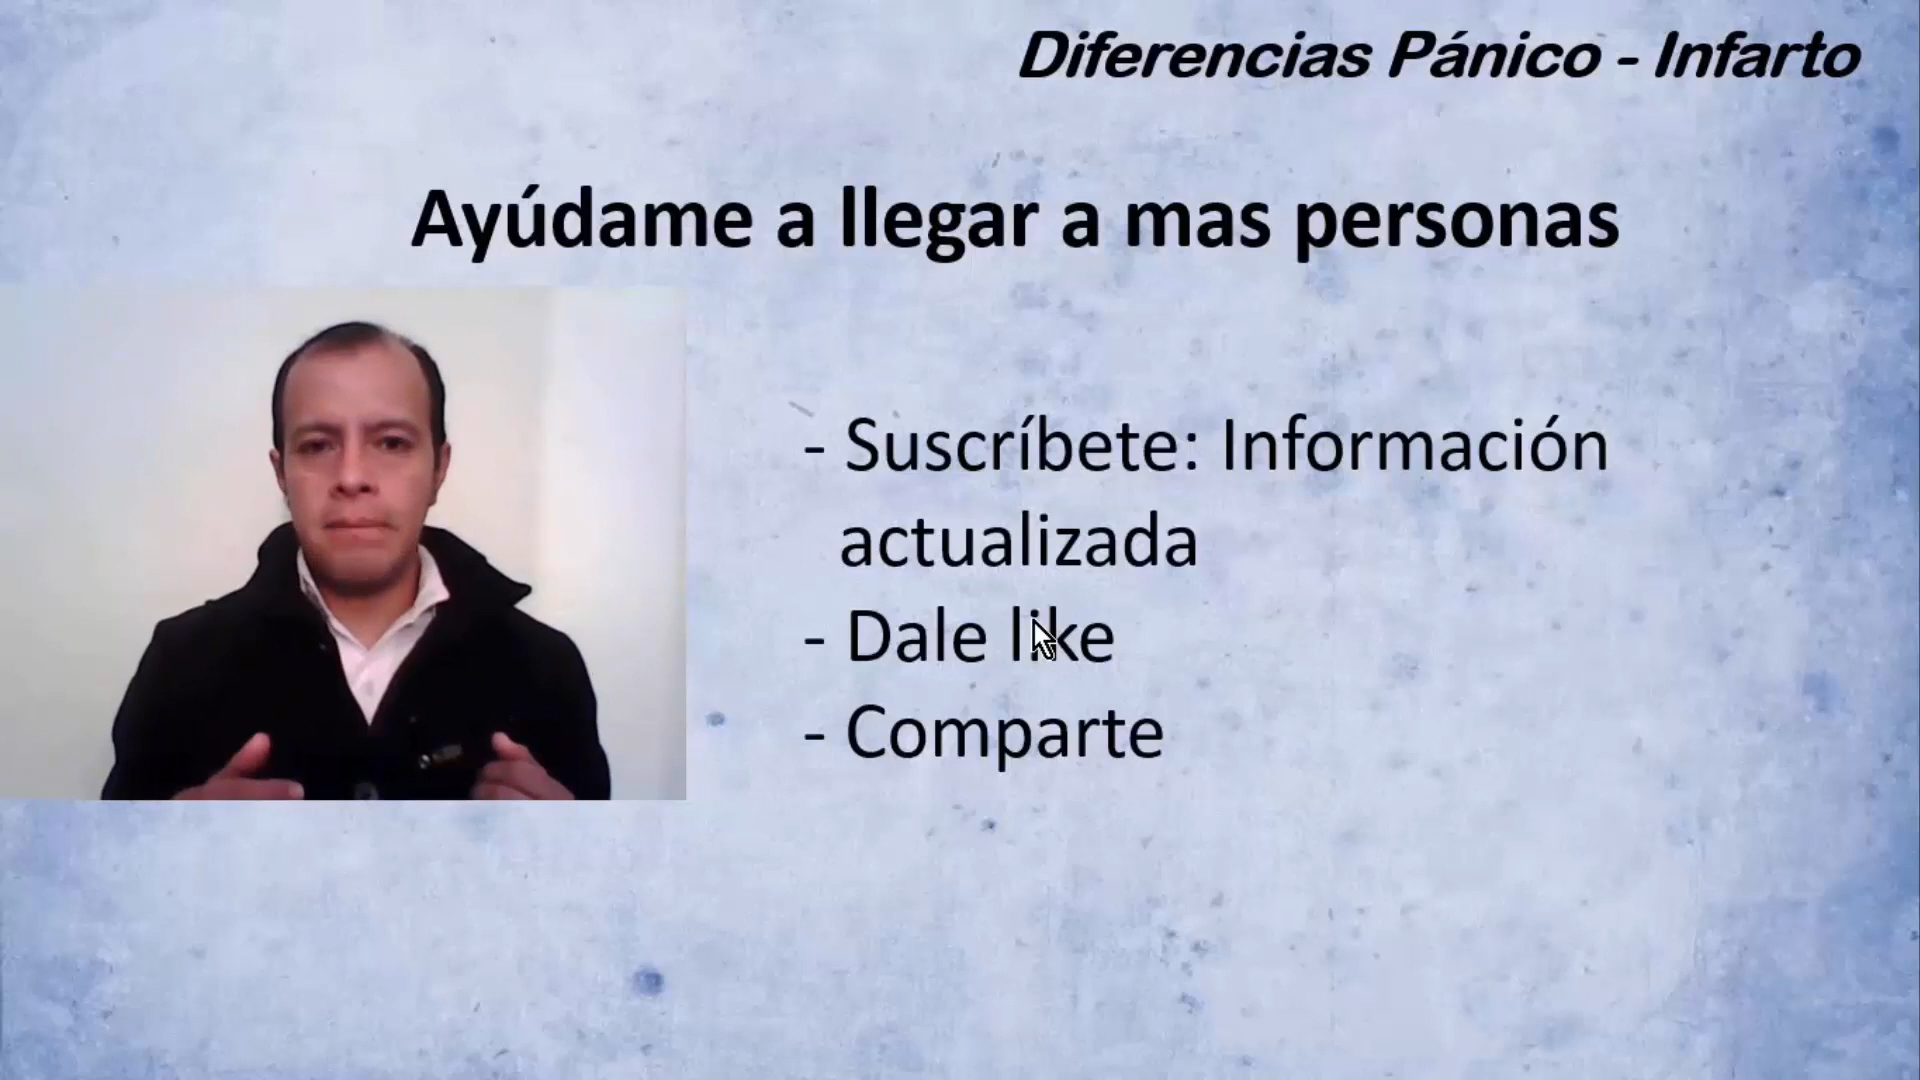 Diferencias Pánico - Infarto
Ayúdame a llegar a mas personas
- Suscríbete: Información
actualizada
- Dale like
- Comparte